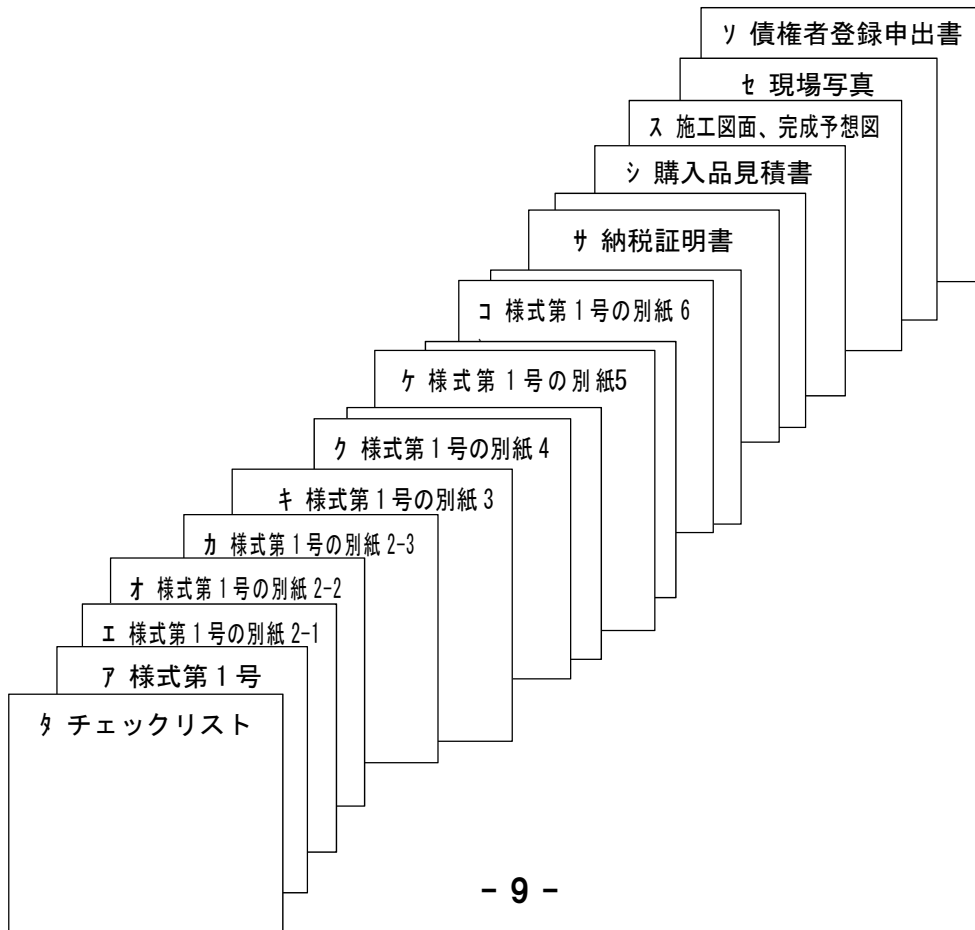 ｿ 債権者登録申出書
ｾ 現場写真
ｽ 施工図面、完成予想図
ｼ 購入品見積書
ｻ 納税証明書
ｺ 様式第１号の別紙６
ｹ 様式第１号の別紙5
ｸ 様式第１号の別紙４
ｷ 様式第１号の別紙３
ｶ 様式第１号の別紙 2-3
ｵ 様式第１号の別紙 2-2
ｴ 様式第１号の別紙 2-1
ｱ 様式第１号
ﾀ チェックリスト
- 9 -